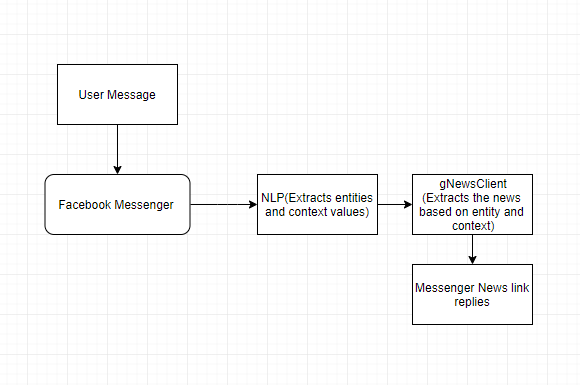 User Message
Facebook Messenger
NLP(Extracts entities
and context values)
gNewsClient
(Extracts the news
based on entity and
context)
Messenger News link
replies